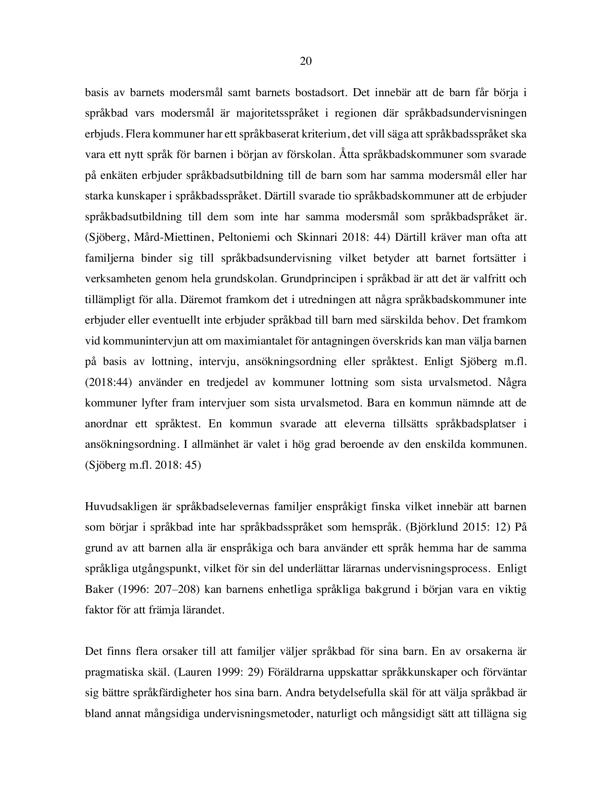 20
basis av barnets modersmål samt barnets bostadsort. Det innebär att de barn får börja i
språkbad vars modersmål är majoritetsspråket i regionen där språkbadsundervisningen
erbjuds. Flera kommuner har ett språkbaserat kriterium, det vill säga att språkbadsspråket ska
vara ett nytt språk för barnen i början av förskolan. Åtta språkbadskommuner som svarade
på enkäten erbjuder språkbadsutbildning till de barn som har samma modersmål eller har
starka kunskaper i språkbadsspråket. Därtill svarade tio språkbadskommuner att de erbjuder
språkbadsutbildning till dem som inte har samma modersmål som språkbadspråket är.
(Sjöberg, Mård-Miettinen, Peltoniemi och Skinnari 2018: 44) Därtill kräver man ofta att
familjerna binder sig till språkbadsundervisning vilket betyder att barnet fortsätter i
verksamheten genom hela grundskolan. Grundprincipen i språkbad är att det är valfritt och
tillämpligt för alla. Däremot framkom det i utredningen att några språkbadskommuner inte
erbjuder eller eventuellt inte erbjuder språkbad till barn med särskilda behov. Det framkom
vid kommunintervjun att om maximiantalet för antagningen överskrids kan man välja barnen
på basis av lottning, intervju, ansökningsordning eller språktest. Enligt Sjöberg m.fl.
(2018:44) använder en tredjedel av kommuner lottning som sista urvalsmetod. Några
kommuner lyfter fram intervjuer som sista urvalsmetod. Bara en kommun nämnde att de
anordnar ett språktest. En kommun svarade att eleverna tillsätts språkbadsplatser i
ansökningsordning. I allmänhet är valet i hög grad beroende av den enskilda kommunen.
(Sjöberg m.fl. 2018: 45)
Huvudsakligen är språkbadselevernas familjer enspråkigt finska vilket innebär att barnen
som börjar i språkbad inte har språkbadsspråket som hemspråk. (Björklund 2015: 12) På
grund av att barnen alla är enspråkiga och bara använder ett språk hemma har de samma
språkliga utgångspunkt, vilket för sin del underlättar lärarnas undervisningsprocess. Enligt
Baker (1996: 207–208) kan barnens enhetliga språkliga bakgrund i början vara en viktig
faktor för att främja lärandet.
Det finns flera orsaker till att familjer väljer språkbad för sina barn. En av orsakerna är
pragmatiska skäl. (Lauren 1999: 29) Föräldrarna uppskattar språkkunskaper och förväntar
sig bättre språkfärdigheter hos sina barn. Andra betydelsefulla skäl för att välja språkbad är
bland annat mångsidiga undervisningsmetoder, naturligt och mångsidigt sätt att tillägna sig